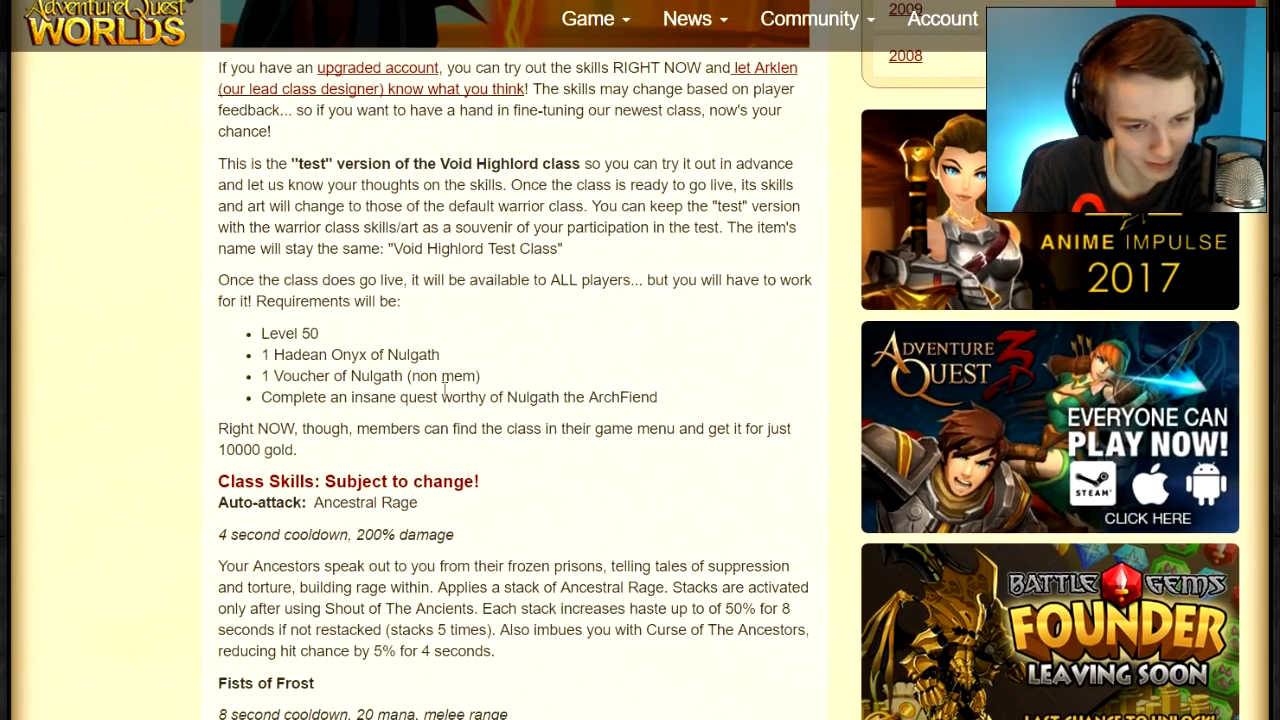 AdventureQuest
WORLDS
Game
News
Community
Account
2009
2008
If you have an upgraded account, you can try out the skills RIGHT NOW and let Arklen
(our lead class designer) know what you think! The skills may change based on player
feedback... so if you want to have a hand in fine-tuning our newest class, now's your
chance!
This is the "test" version of the Void Highlord class so you can try it out in advance
and let us know your thoughts on the skills. Once the class is ready to go live, its skills
and art will change to those of the default warrior class. You can keep the "test" version
with the warrior class skills/art as a souvenir of your participation in the test. The item's
name will stay the same: "Void Highlord Test Class"
Once the class does go live, it will be available to ALL players... but you will have to work
for it! Requirements will be:
• Level 50
• 1 Hadean Onyx of Nulgath
• 1 Voucher of Nulgath (non mem)
• Complete an insane quest worthy of Nulgath the ArchFiend
Right NOW, though, members can find the class in their game menu and get it for just
10000 gold.
Class Skills: Subject to change!
Auto-attack: Ancestral Rage
4 second cooldown, 200% damage
Your Ancestors speak out to you from their frozen prisons, telling tales of suppression
and torture, building rage within. Applies a stack of Ancestral Rage. Stacks are activated
only after using Shout of The Ancients. Each stack increases haste up to of 50% for 8
seconds if not restacked (stacks 5 times). Also imbues you with Curse of The Ancestors,
reducing hit chance by 5% for 4 seconds.
Fists of Frost
8 second cooldown, 20 mana, melee range
ANIME IMPULSE
2017
ADVENTURE
QUEST 3
EVERYONE CAN
PLAY NOW!
STEAM
CLICK HERE
BATTLE GEMS
FOUNDER
LEAVING SOON
LAST CHANCE TO UNLOCK!